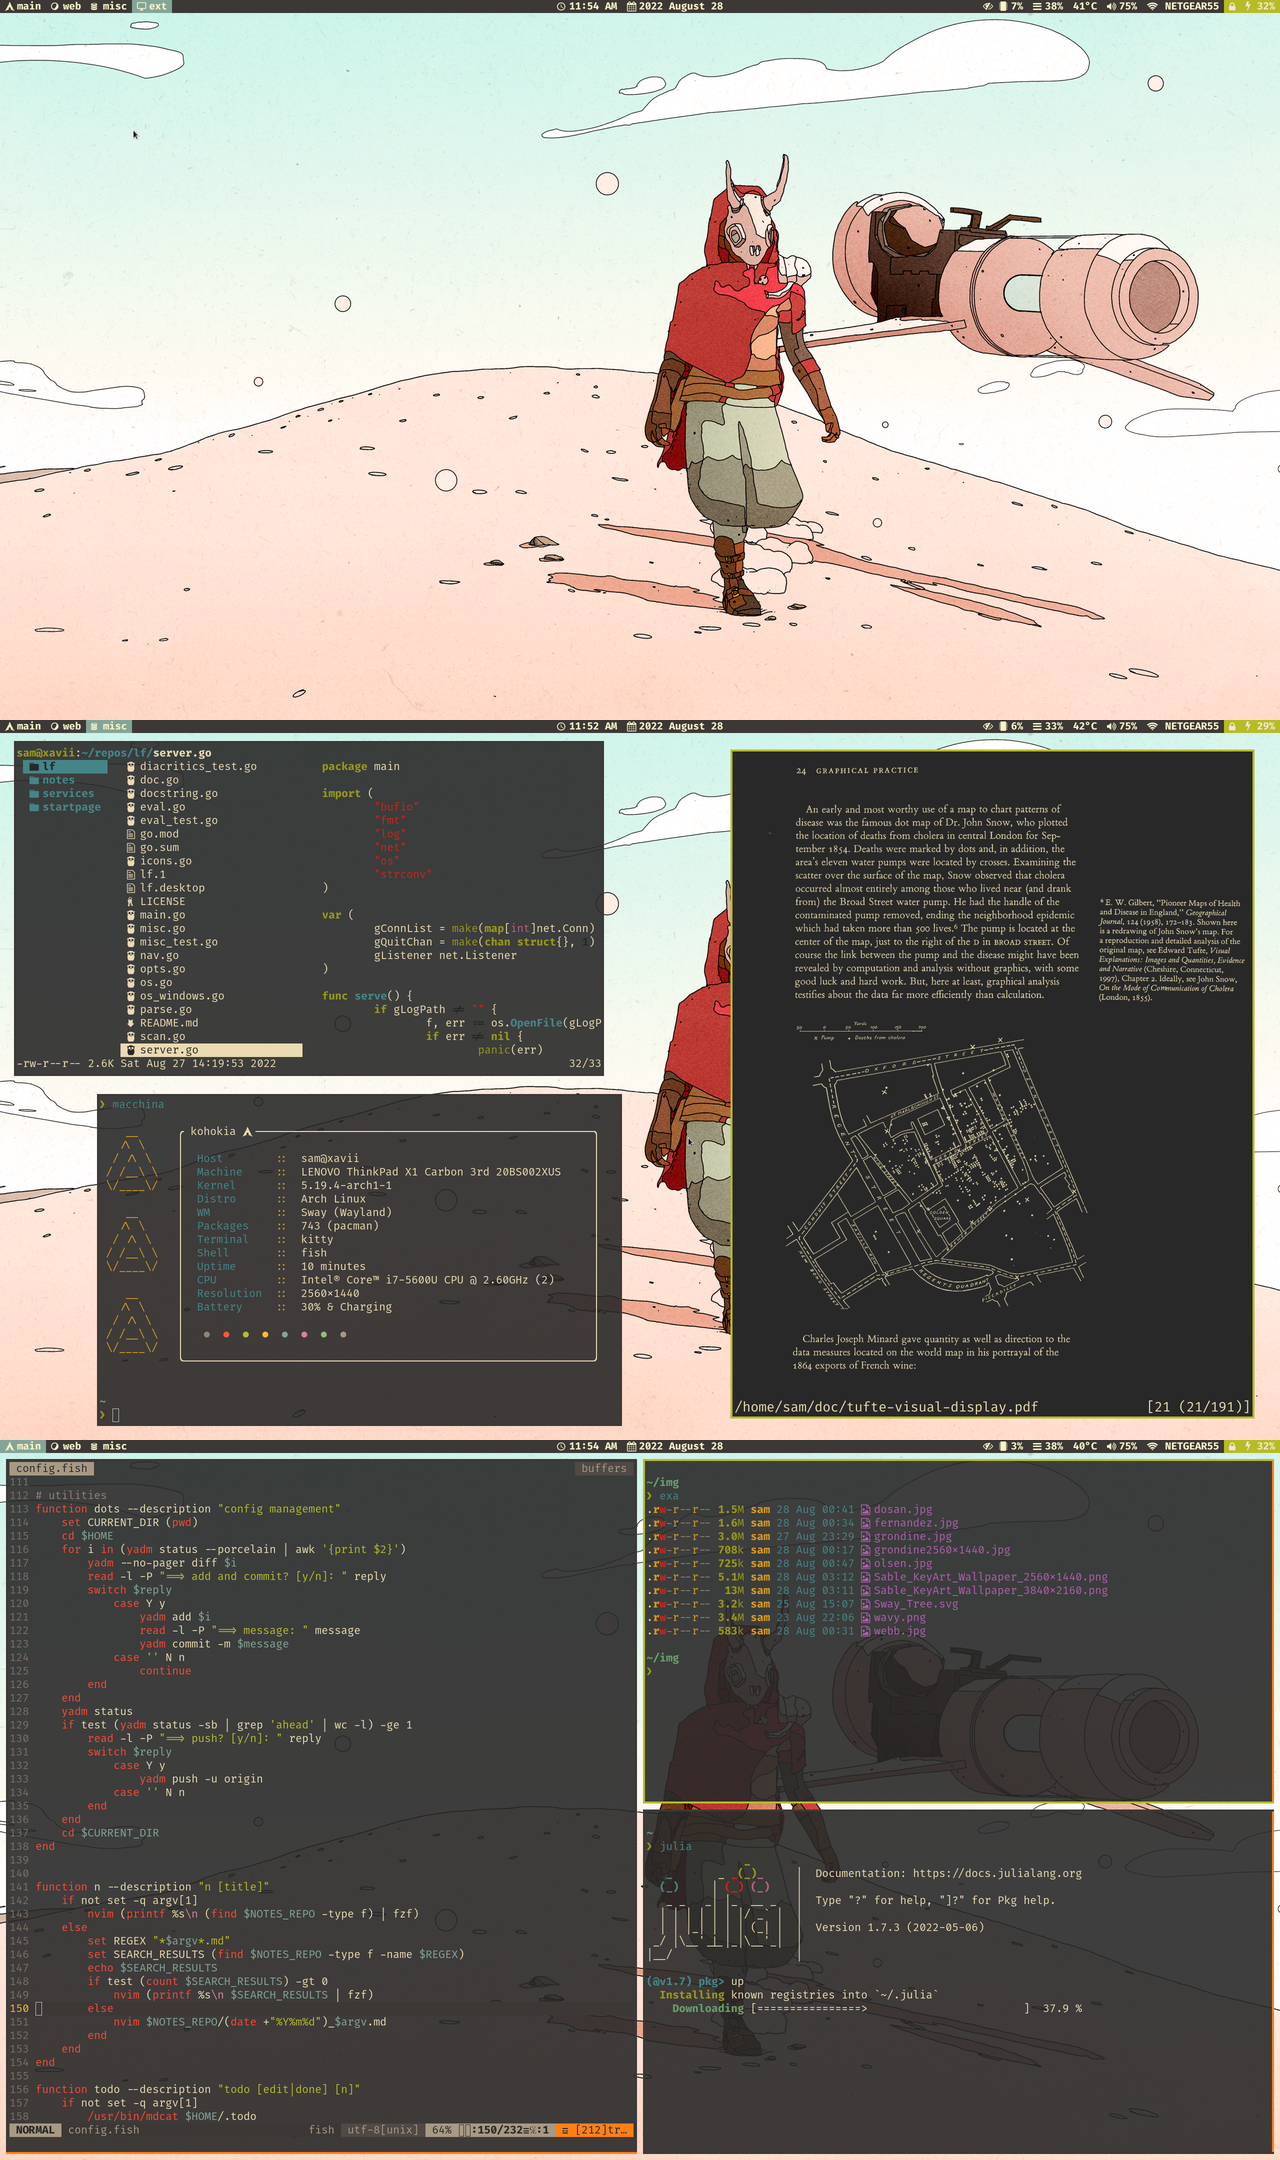 main web misc ext 11:54 AM 2022 August 28 7% 38% 41°C 75% NETGEAR55 32%
main web misc 11:52 AM 2022 August 28 6% 33% 42°C 75% NETGEAR55 29%
sam@xavii:~/repos/lf/server.go
lf
notes
services
startpage
diacritics_test.go
doc.go
docstring.go
eval.go
eval_test.go
go.mod
go.sum
icons.go
lf.1
lf.desktop
LICENSE
main.go
misc.go
misc_test.go
nav.go
opts.go
os.go
os_windows.go
parse.go
README.md
scan.go
server.go
package main
import (
"bufio"
"fmt"
"log"
"net"
"os"
"strconv"
)
var (
gConnList = make(map[int]net.Conn)
gQuitChan = make(chan struct{}, 1)
gListener net.Listener
)
func serve() {
if gLogPath ≠ "" {
f, err := os.OpenFile(gLogP
if err ≠ nil {
panic(err)
-rw-r--r-- 2.6K Sat Aug 27 14:19:53 2022 32/33
❯ macchina
kohokia
Host :: sam@xavii
Machine :: LENOVO ThinkPad X1 Carbon 3rd 20BS002XUS
Kernel :: 5.19.4-arch1-1
Distro :: Arch Linux
WM :: Sway (Wayland)
Packages :: 743 (pacman)
Terminal :: kitty
Shell :: fish
Uptime :: 10 minutes
CPU :: Intel® Core™ i7-5600U CPU @ 2.60GHz (2)
Resolution :: 2560×1440
Battery :: 30% & Charging
~
❯
24 GRAPHICAL PRACTICE
An early and most worthy use of a map to chart patterns of
disease was the famous dot map of Dr. John Snow, who plotted
the location of deaths from cholera in central London for Sep-
tember 1854. Deaths were marked by dots and, in addition, the
area's eleven water pumps were located by crosses. Examining the
scatter over the surface of the map, Snow observed that cholera
occurred almost entirely among those who lived near (and drank
from) the Broad Street water pump. He had the handle of the
contaminated pump removed, ending the neighborhood epidemic
which had taken more than 500 lives.⁶ The pump is located at the
center of the map, just to the right of the D in BROAD STREET. Of
course the link between the pump and the disease might have been
revealed by computation and analysis without graphics, with some
good luck and hard work. But, here at least, graphical analysis
testifies about the data far more efficiently than calculation.
⁶ E. W. Gilbert, "Pioneer Maps of Health
and Disease in England," Geographical
Journal, 124 (1958), 172-183. Shown here
is a redrawing of John Snow's map. For
a reproduction and detailed analysis of the
original map, see Edward Tufte, Visual
Explanations: Images and Quantities, Evidence
and Narrative (Cheshire, Connecticut,
1997), Chapter 2. Ideally, see John Snow,
On the Mode of Communication of Cholera
(London, 1855).
Yards
50 0 50 100 150 200
× Pump • Deaths from cholera
OXFORD STREET
GOLDEN SQUARE
REGENTS QUADRANT
PICCADILLY
Charles Joseph Minard gave quantity as well as direction to the
data measures located on the world map in his portrayal of the
1864 exports of French wine:
/home/sam/doc/tufte-visual-display.pdf [21 (21/191)]
main web misc 11:54 AM 2022 August 28 3% 38% 40°C 75% NETGEAR55 32%
config.fish buffers
111
112 # utilities
113 function dots --description "config management"
114 set CURRENT_DIR (pwd)
115 cd $HOME
116 for i in (yadm status --porcelain | awk '{print $2}')
117 yadm --no-pager diff $i
118 read -l -P "==> add and commit? [y/n]: " reply
119 switch $reply
120 case Y y
121 yadm add $i
122 read -l -P "==> message: " message
123 yadm commit -m $message
124 case '' N n
125 continue
126 end
127 end
128 yadm status
129 if test (yadm status -sb | grep 'ahead' | wc -l) -ge 1
130 read -l -P "==> push? [y/n]: " reply
131 switch $reply
132 case Y y
133 yadm push -u origin
134 case '' N n
135 end
136 end
137 cd $CURRENT_DIR
138 end
139
140
141 function n --description "n [title]"
142 if not set -q argv[1]
143 nvim (printf %s\n (find $NOTES_REPO -type f) | fzf)
144 else
145 set REGEX "*$argv*.md"
146 set SEARCH_RESULTS (find $NOTES_REPO -type f -name $REGEX)
147 echo $SEARCH_RESULTS
148 if test (count $SEARCH_RESULTS) -gt 0
149 nvim (printf %s\n $SEARCH_RESULTS | fzf)
150 else
151 nvim $NOTES_REPO/(date +"%Y%m%d")_$argv.md
152 end
153 end
154 end
155
156 function todo --description "todo [edit|done] [n]"
157 if not set -q argv[1]
158 /usr/bin/mdcat $HOME/.todo
NORMAL config.fish fish utf-8[unix] 64% :150/232 :1 [212]tr…
~/img
❯ exa
.rw-r--r-- 1.5M sam 28 Aug 00:41 dosan.jpg
.rw-r--r-- 1.6M sam 28 Aug 00:34 fernandez.jpg
.rw-r--r-- 3.0M sam 27 Aug 23:29 grondine.jpg
.rw-r--r-- 708k sam 28 Aug 00:17 grondine2560×1440.jpg
.rw-r--r-- 725k sam 28 Aug 00:47 olsen.jpg
.rw-r--r-- 5.1M sam 28 Aug 03:12 Sable_KeyArt_Wallpaper_2560×1440.png
.rw-r--r-- 13M sam 28 Aug 03:11 Sable_KeyArt_Wallpaper_3840×2160.png
.rw-r--r-- 3.2k sam 25 Aug 15:07 Sway_Tree.svg
.rw-r--r-- 3.4M sam 23 Aug 22:06 wavy.png
.rw-r--r-- 583k sam 28 Aug 00:31 webb.jpg
~/img
❯
~
❯ julia
Documentation: https://docs.julialang.org
Type "?" for help, "]?" for Pkg help.
Version 1.7.3 (2022-05-06)
(@v1.7) pkg> up
Installing known registries into `~/.julia`
Downloading [================> ] 37.9 %